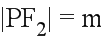 |PF₂| = m